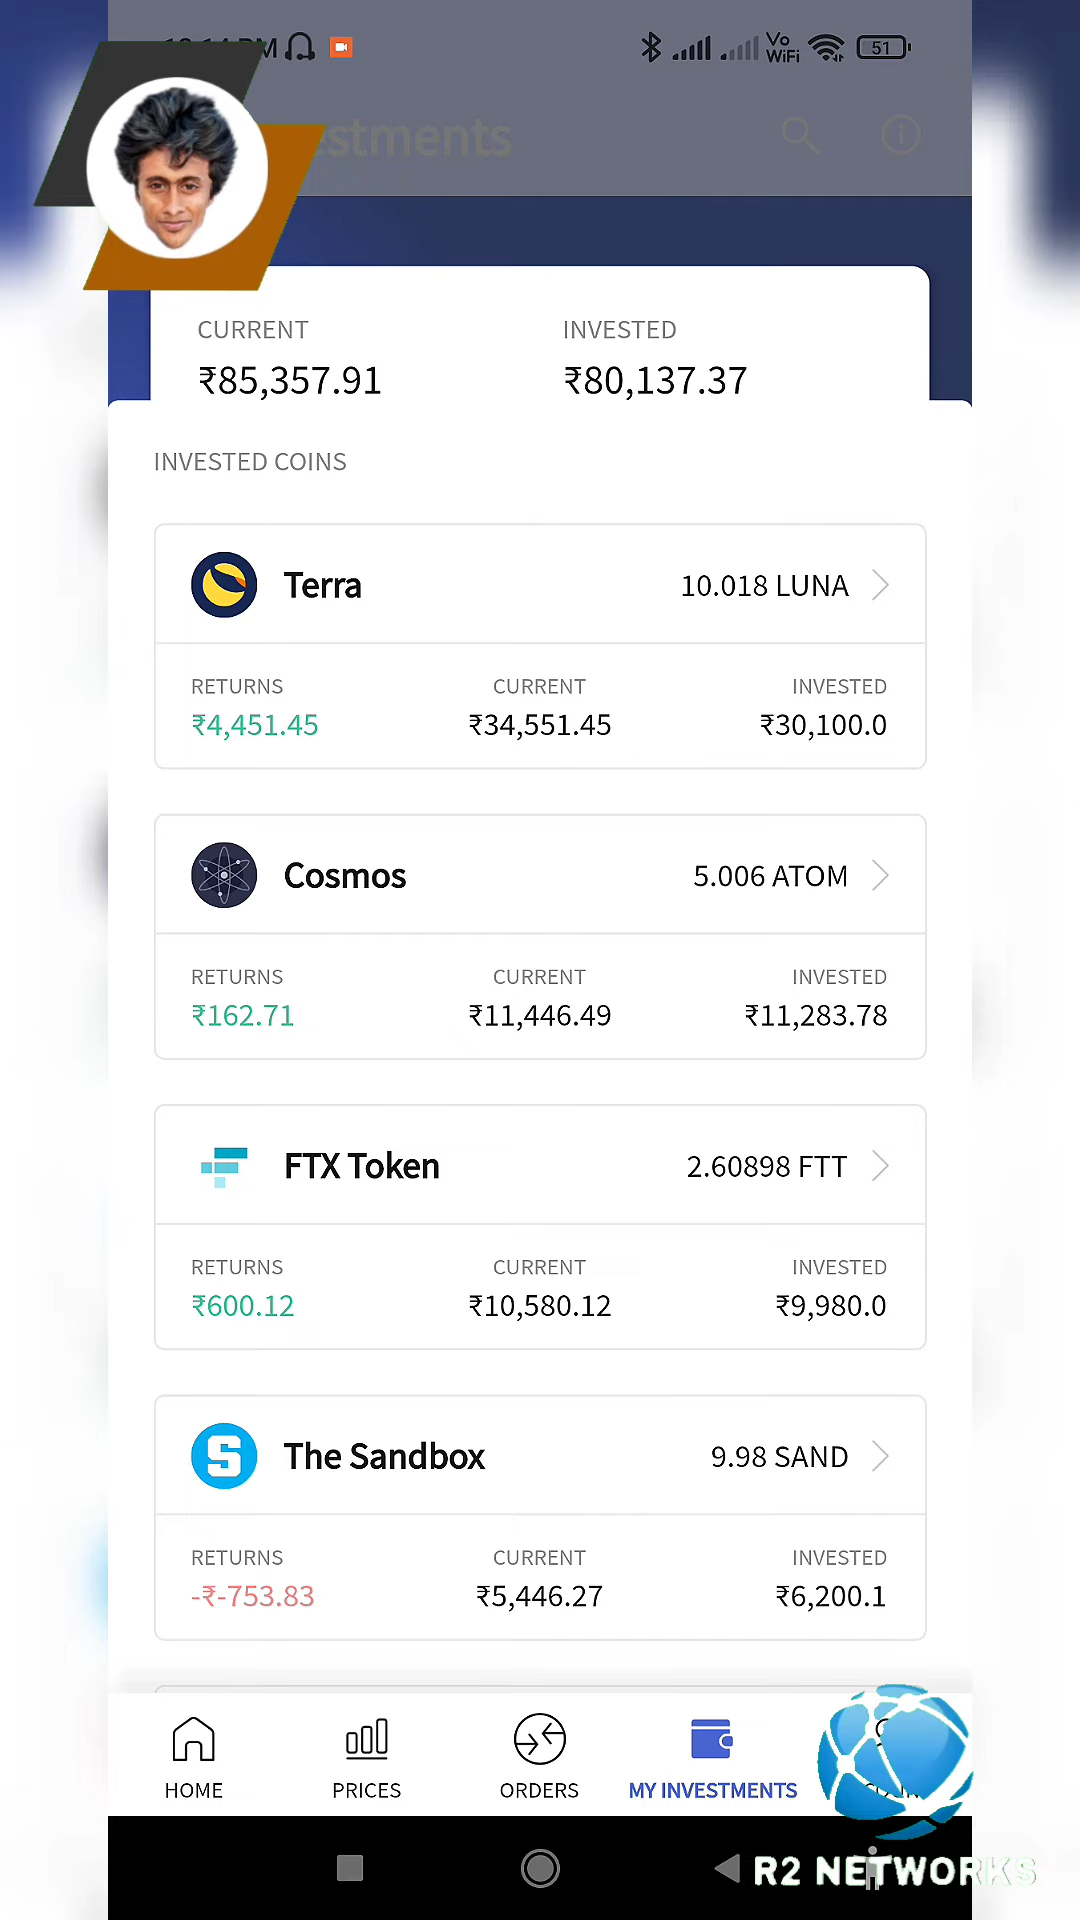 Vo
WiFi
51
estments
CURRENT INVESTED
₹85,357.91 ₹80,137.37
INVESTED COINS
Terra 10.018 LUNA
RETURNS CURRENT INVESTED
₹4,451.45 ₹34,551.45 ₹30,100.0
Cosmos 5.006 ATOM
RETURNS CURRENT INVESTED
₹162.71 ₹11,446.49 ₹11,283.78
FTX Token 2.60898 FTT
RETURNS CURRENT INVESTED
₹600.12 ₹10,580.12 ₹9,980.0
The Sandbox 9.98 SAND
RETURNS CURRENT INVESTED
-₹-753.83 ₹5,446.27 ₹6,200.1
HOME PRICES ORDERS MY INVESTMENTS
R2 NETWORKS